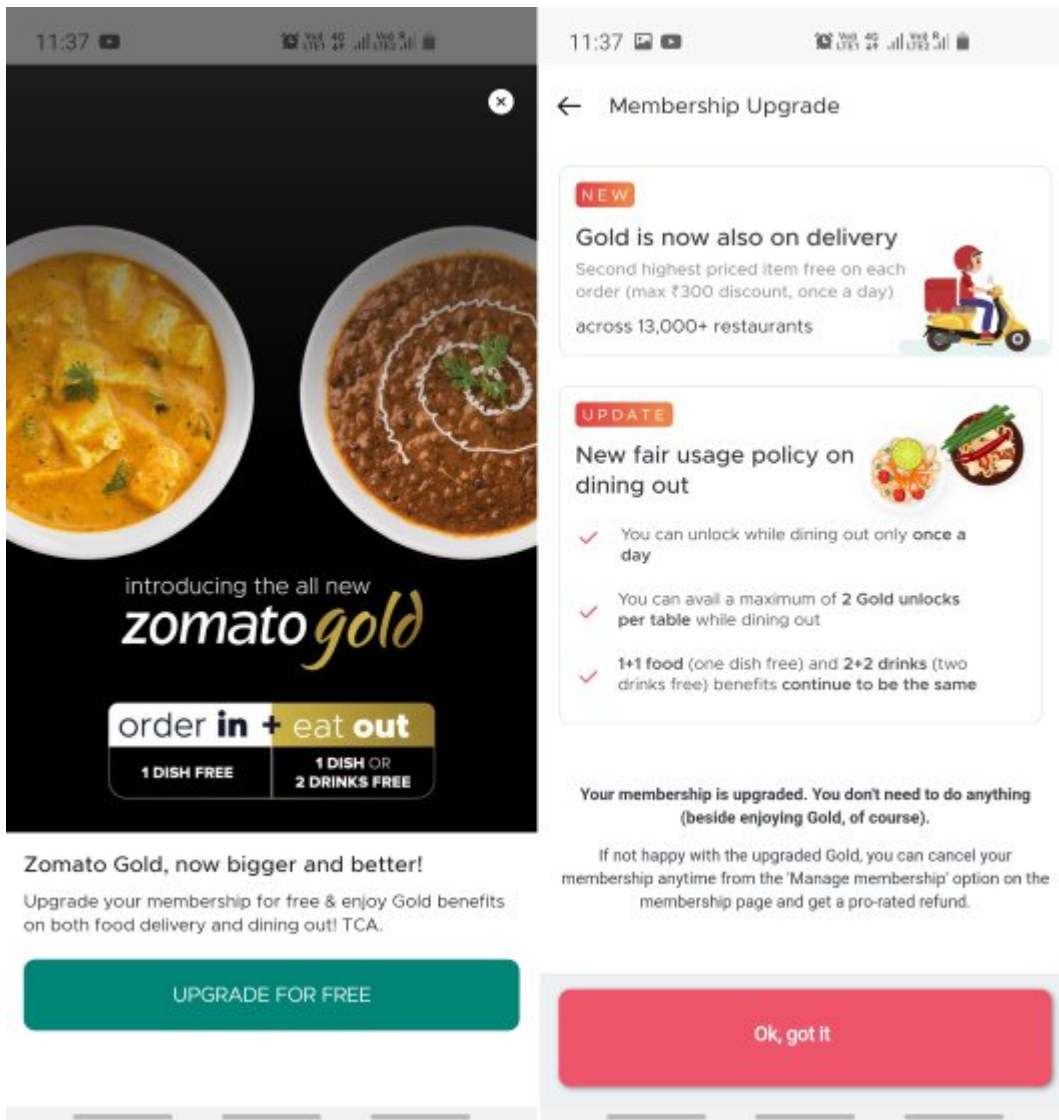 11:37
introducing the all new
zomato gold
order in + eat out
1 DISH FREE
1 DISH OR
2 DRINKS FREE
Zomato Gold, now bigger and better!
Upgrade your membership for free & enjoy Gold benefits
on both food delivery and dining out! TCA.
UPGRADE FOR FREE
11:37
Membership Upgrade
NEW
Gold is now also on delivery
Second highest priced item free on each
order (max ₹300 discount, once a day)
across 13,000+ restaurants
UPDATE
New fair usage policy on
dining out
You can unlock while dining out only once a
day
You can avail a maximum of 2 Gold unlocks
per table while dining out
1+1 food (one dish free) and 2+2 drinks (two
drinks free) benefits continue to be the same
Your membership is upgraded. You don't need to do anything
(beside enjoying Gold, of course).
If not happy with the upgraded Gold, you can cancel your
membership anytime from the 'Manage membership' option on the
membership page and get a pro-rated refund.
Ok, got it